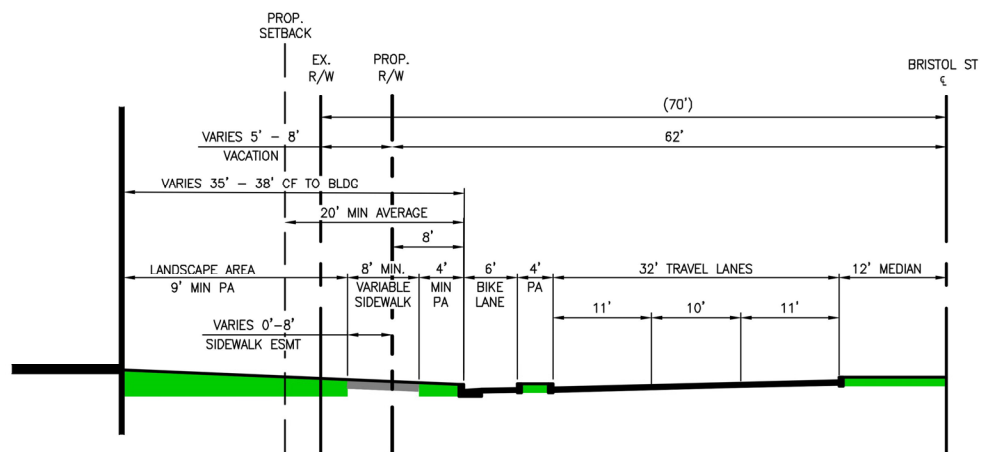 PROP.
SETBACK
EX.
R/W
PROP.
R/W
BRISTOL ST
℄
(70')
VARIES 5' - 8'
VACATION
62'
VARIES 35' - 38' CF TO BLDG
20' MIN AVERAGE
8'
LANDSCAPE AREA
9' MIN PA
8' MIN.
VARIABLE
SIDEWALK
4'
MIN
PA
6'
BIKE
LANE
4'
PA
32' TRAVEL LANES
12' MEDIAN
11'
10'
11'
VARIES 0'-8'
SIDEWALK ESMT